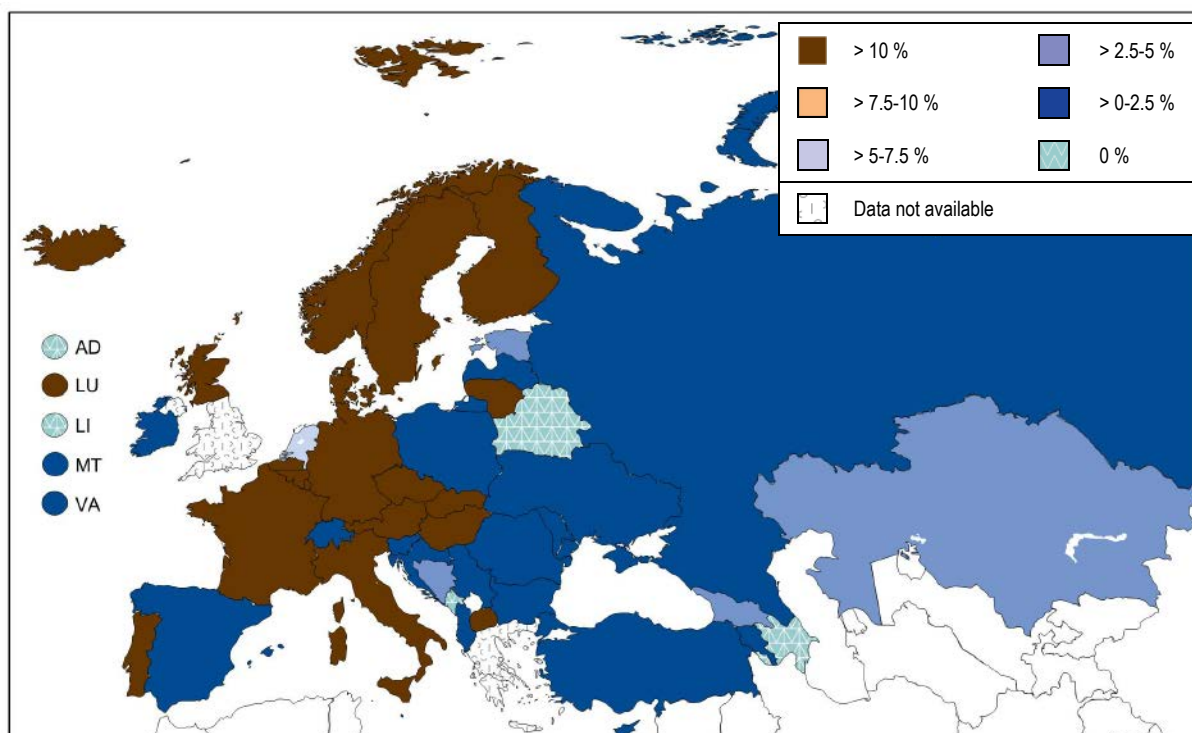 > 10 %
> 2.5-5 %
> 7.5-10 %
> 0-2.5 %
> 5-7.5 %
0 %
Data not available
AD
LU
LI
MT
VA